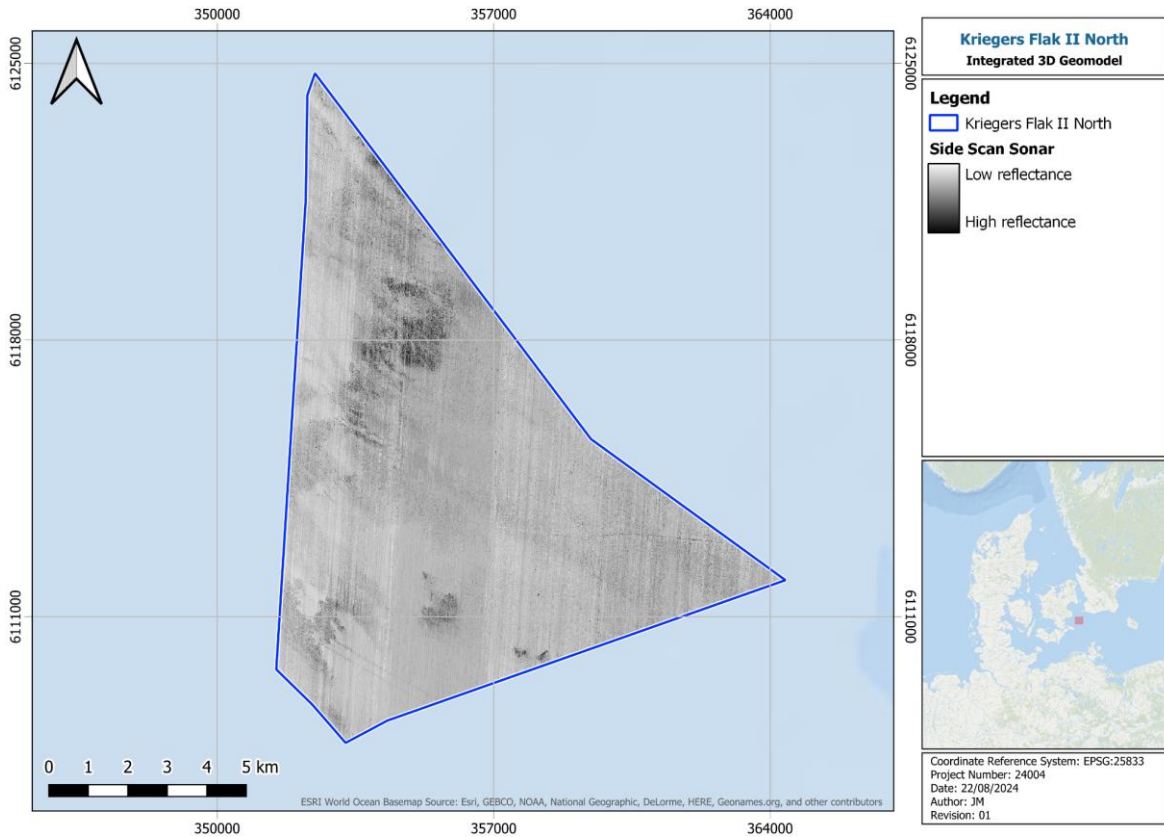 350000
357000
364000
6125000
6125000
6118000
6118000
6111000
6111000
0 1 2 3 4 5 km
ESRI World Ocean Basemap Source: Esri, GEBCO, NOAA, National Geographic, DeLorme, HERE, Geonames.org, and other contributors
350000
357000
364000
Kriegers Flak II North
Integrated 3D Geomodel
Legend
Kriegers Flak II North
Side Scan Sonar
Low reflectance
High reflectance
Coordinate Reference System: EPSG:25833
Project Number: 24004
Date: 22/08/2024
Author: JM
Revision: 01